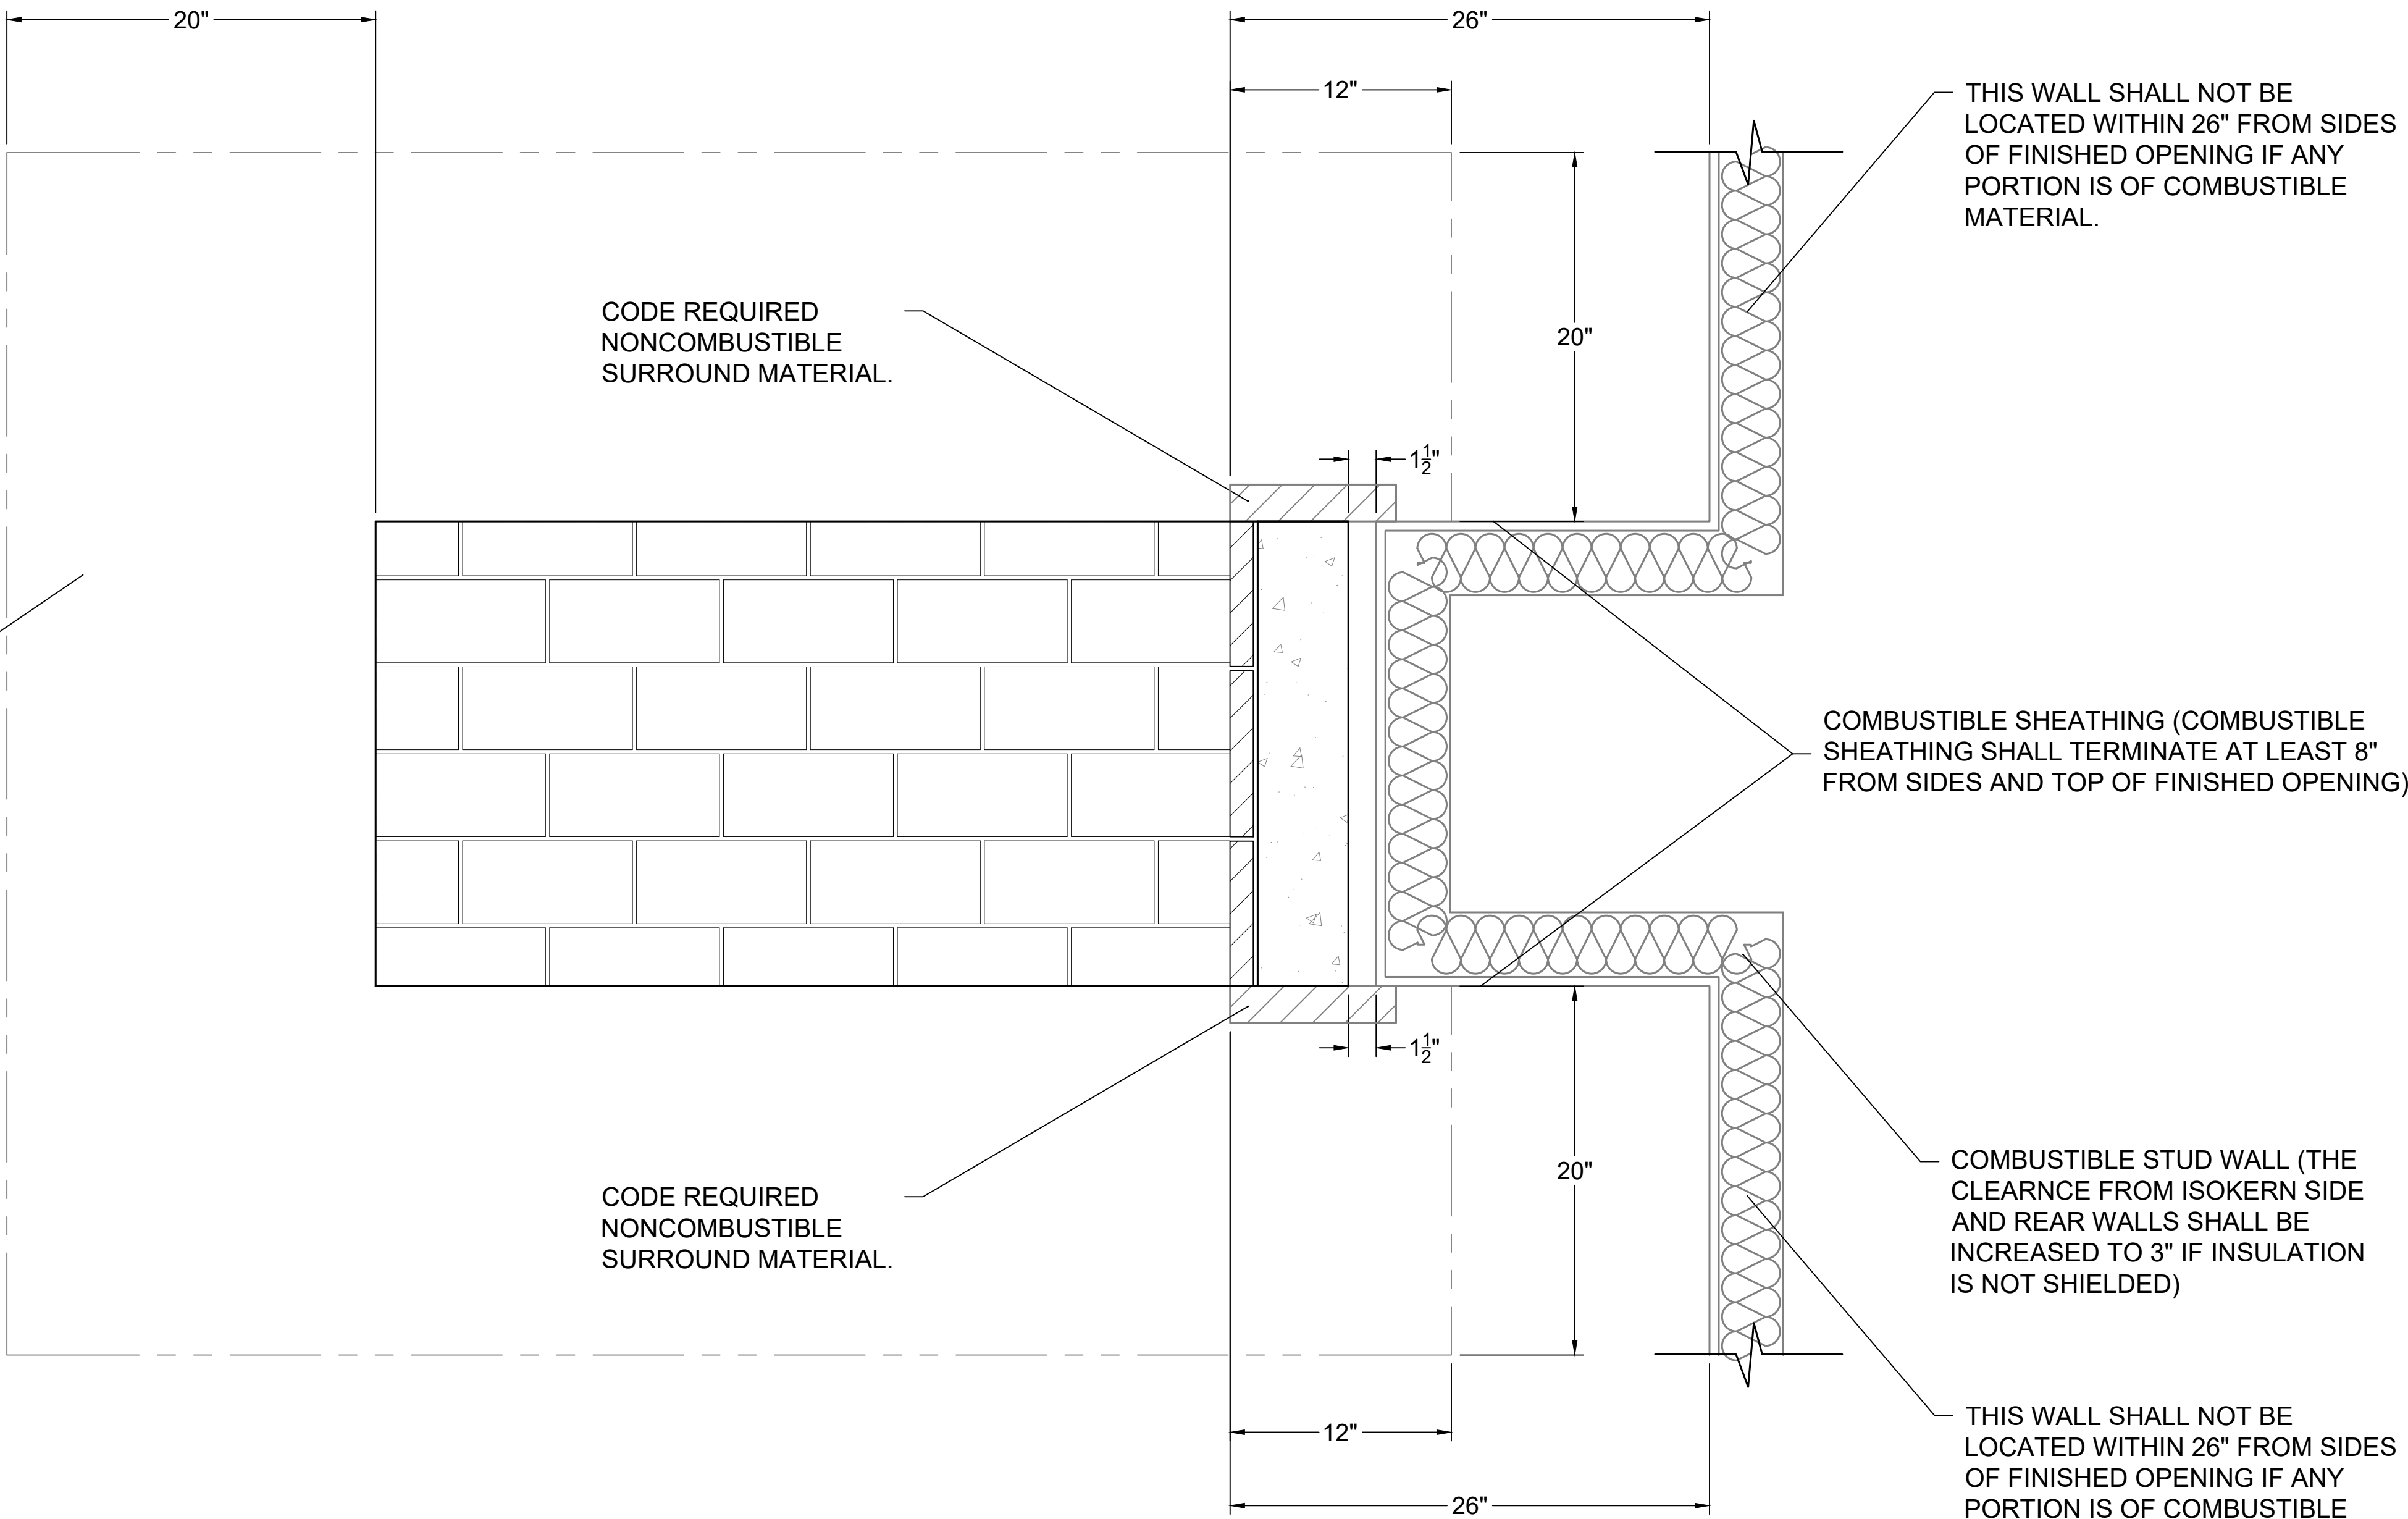 20"
26"
12"
THIS WALL SHALL NOT BE
LOCATED WITHIN 26" FROM SIDES
OF FINISHED OPENING IF ANY
PORTION IS OF COMBUSTIBLE
MATERIAL.
CODE REQUIRED
NONCOMBUSTIBLE
SURROUND MATERIAL.
20"
1 1/2"
COMBUSTIBLE SHEATHING (COMBUSTIBLE
SHEATHING SHALL TERMINATE AT LEAST 8"
FROM SIDES AND TOP OF FINISHED OPENING)
1 1/2"
20"
COMBUSTIBLE STUD WALL (THE
CLEARNCE FROM ISOKERN SIDE
AND REAR WALLS SHALL BE
INCREASED TO 3" IF INSULATION
IS NOT SHIELDED)
CODE REQUIRED
NONCOMBUSTIBLE
SURROUND MATERIAL.
12"
26"
THIS WALL SHALL NOT BE
LOCATED WITHIN 26" FROM SIDES
OF FINISHED OPENING IF ANY
PORTION IS OF COMBUSTIBLE